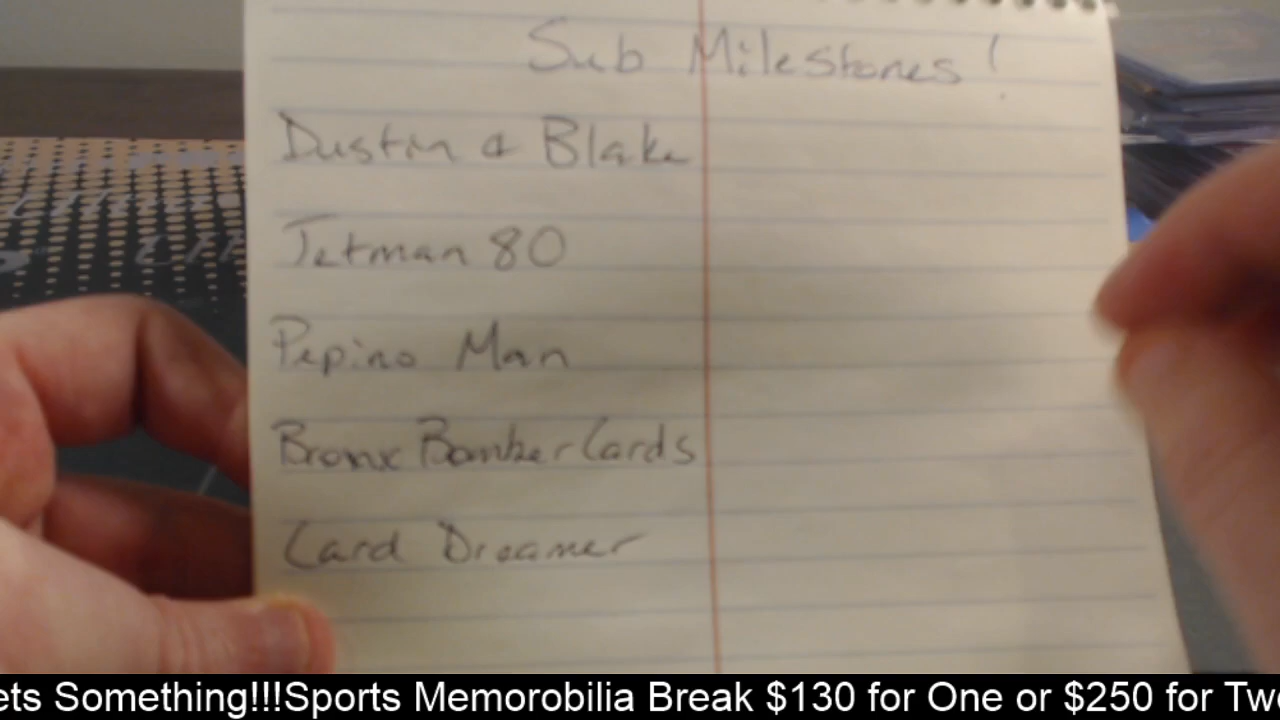 Sub Milestones!
Dustin & Blake
Jetman 80
Pepino Man
Bronx Bomber Cards
Card Dreamer
ets Something!!!Sports Memorobilia Break $130 for One or $250 for Two